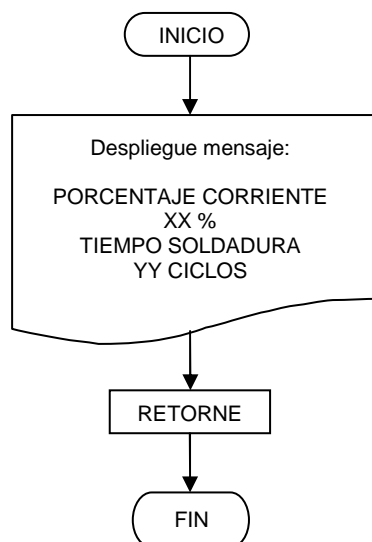 INICIO
Despliegue mensaje:
PORCENTAJE CORRIENTE
XX %
TIEMPO SOLDADURA
YY CICLOS
RETORNE
FIN